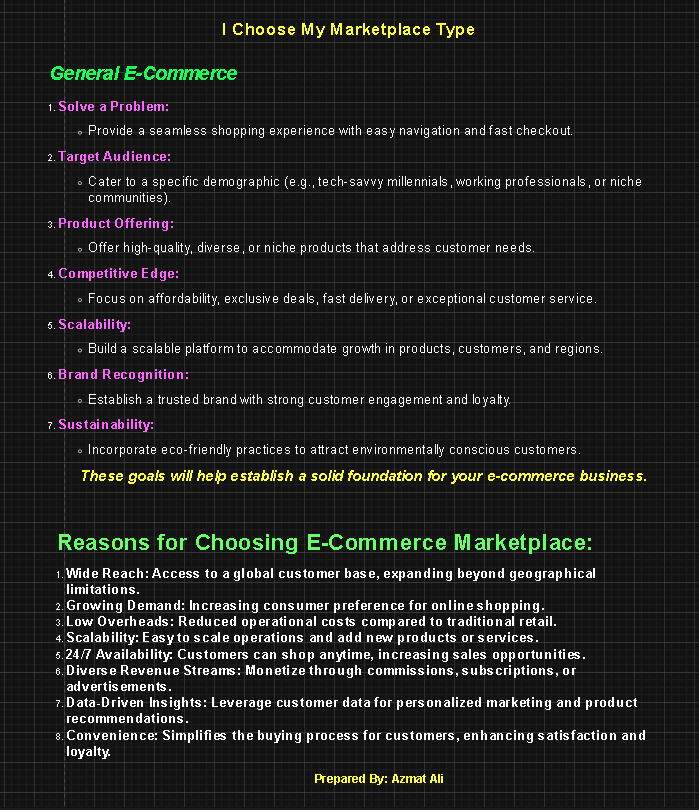 I Choose My Marketplace Type
General E-Commerce
1. Solve a Problem:
Provide a seamless shopping experience with easy navigation and fast checkout.
2. Target Audience:
Cater to a specific demographic (e.g., tech-savvy millennials, working professionals, or niche
communities).
3. Product Offering:
Offer high-quality, diverse, or niche products that address customer needs.
4. Competitive Edge:
Focus on affordability, exclusive deals, fast delivery, or exceptional customer service.
5. Scalability:
Build a scalable platform to accommodate growth in products, customers, and regions.
6. Brand Recognition:
Establish a trusted brand with strong customer engagement and loyalty.
7. Sustainability:
Incorporate eco-friendly practices to attract environmentally conscious customers.
These goals will help establish a solid foundation for your e-commerce business.
Reasons for Choosing E-Commerce Marketplace:
1. Wide Reach: Access to a global customer base, expanding beyond geographical
limitations.
2. Growing Demand: Increasing consumer preference for online shopping.
3. Low Overheads: Reduced operational costs compared to traditional retail.
4. Scalability: Easy to scale operations and add new products or services.
5. 24/7 Availability: Customers can shop anytime, increasing sales opportunities.
6. Diverse Revenue Streams: Monetize through commissions, subscriptions, or
advertisements.
7. Data-Driven Insights: Leverage customer data for personalized marketing and product
recommendations.
8. Convenience: Simplifies the buying process for customers, enhancing satisfaction and
loyalty.
Prepared By: Azmat Ali